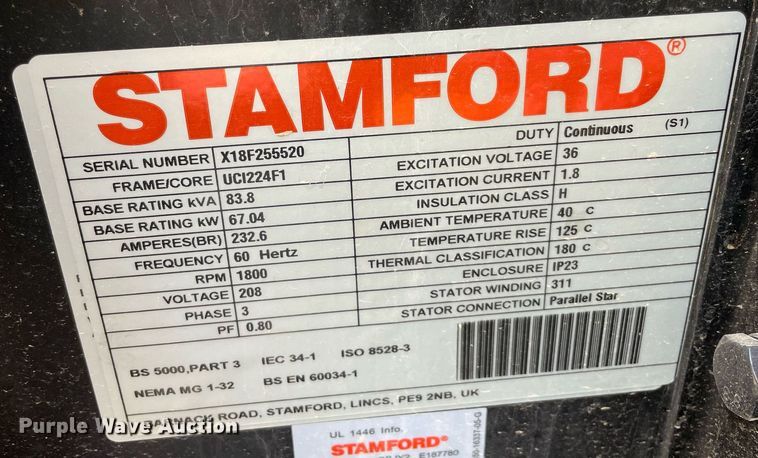 STAMFORD®
SERIAL NUMBER X18F255520
FRAME/CORE UCI224F1
BASE RATING kVA 83.8
BASE RATING kW 67.04
AMPERES(BR) 232.6
FREQUENCY 60 Hertz
RPM 1800
VOLTAGE 208
PHASE 3
PF 0.80
DUTY Continuous (S1)
EXCITATION VOLTAGE 36
EXCITATION CURRENT 1.8
INSULATION CLASS H
AMBIENT TEMPERATURE 40 C
TEMPERATURE RISE 125 C
THERMAL CLASSIFICATION 180 C
ENCLOSURE IP23
STATOR WINDING 311
STATOR CONNECTION Parallel Star
BS 5000,PART 3 IEC 34-1 ISO 8528-3
NEMA MG 1-32 BS EN 60034-1
ROAD, STAMFORD, LINCS, PE9 2NB, UK
UL 1446 Info.
STAMFORD®
E187780
Purple Wave Auction